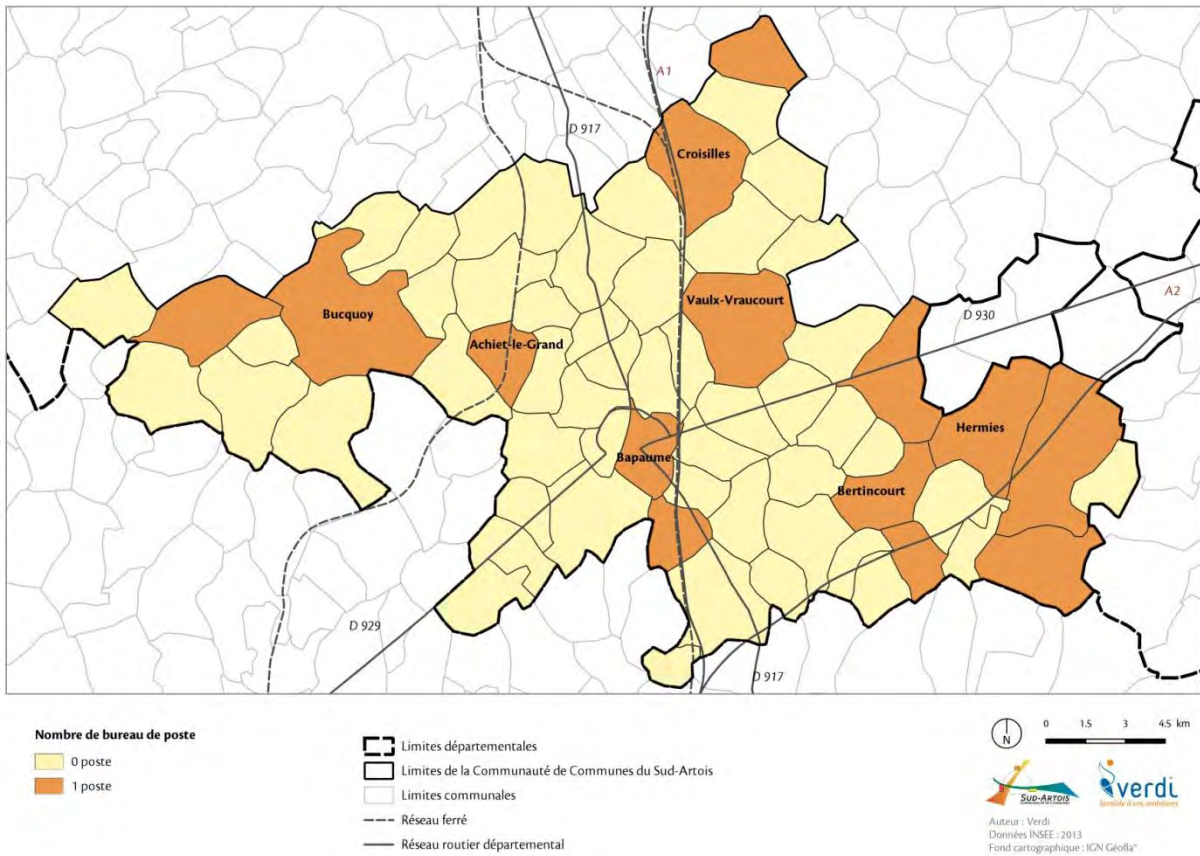 A1
D 917
Croisilles
Vaulx-Vraucourt
A2
Bucquoy
D 930
Achiet-le-Grand
Hermies
Bapaume
Bertincourt
D 929
D 917
Nombre de bureau de poste
0 poste
1 poste
Limites départementales
Limites de la Communauté de Communes du Sud-Artois
Limites communales
Réseau ferré
Réseau routier départemental
N
0 1.5 3 4.5 km
SUD-ARTOIS
COMMUNAUTÉ DE COMMUNES
verdi
Sensible à vos ambitions
Auteur : Verdi
Données INSEE : 2013
Fond cartographique : IGN Géofla®